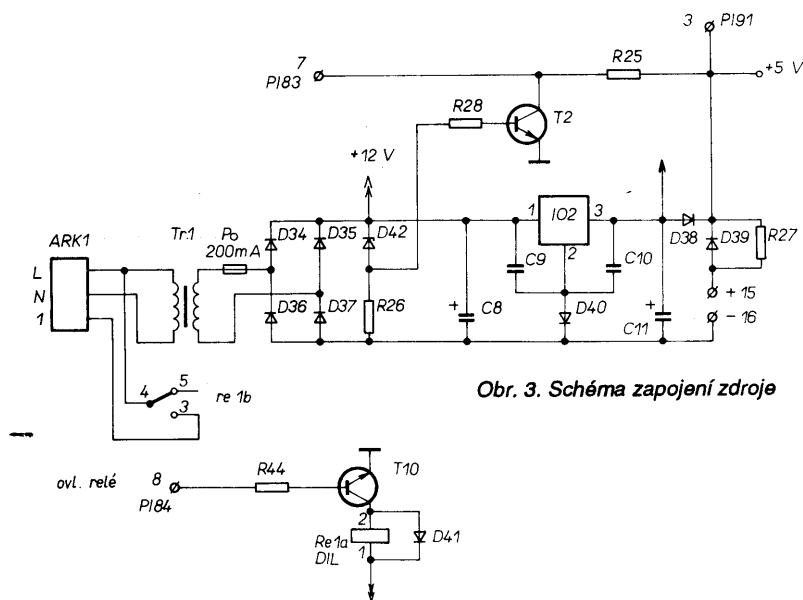 3 PI91
7
PI83
R25
+5 V
R28
T2
+12 V
ARK1
Tr.1
Po
200mA
D34
D35
D42
1
IO2
3
2
D38
D39
R27
L
N
1
C9
C10
D36
D37
R26
C8
+
D40
C11
+
+ 15
- 16
4
5
3
re 1b
Obr. 3. Schéma zapojení zdroje
ovl. relé
8
PI84
R44
T10
2
Re1a
DIL
1
D41